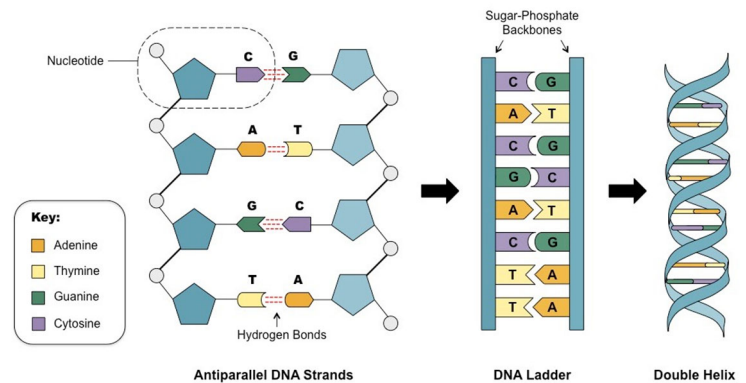 Nucleotide
C G
A T
G C
T A
Hydrogen Bonds
Key:
Adenine
Thymine
Guanine
Cytosine
Antiparallel DNA Strands
Sugar-Phosphate
Backbones
C G
A T
C G
G C
A T
C G
T A
T A
DNA Ladder
Double Helix